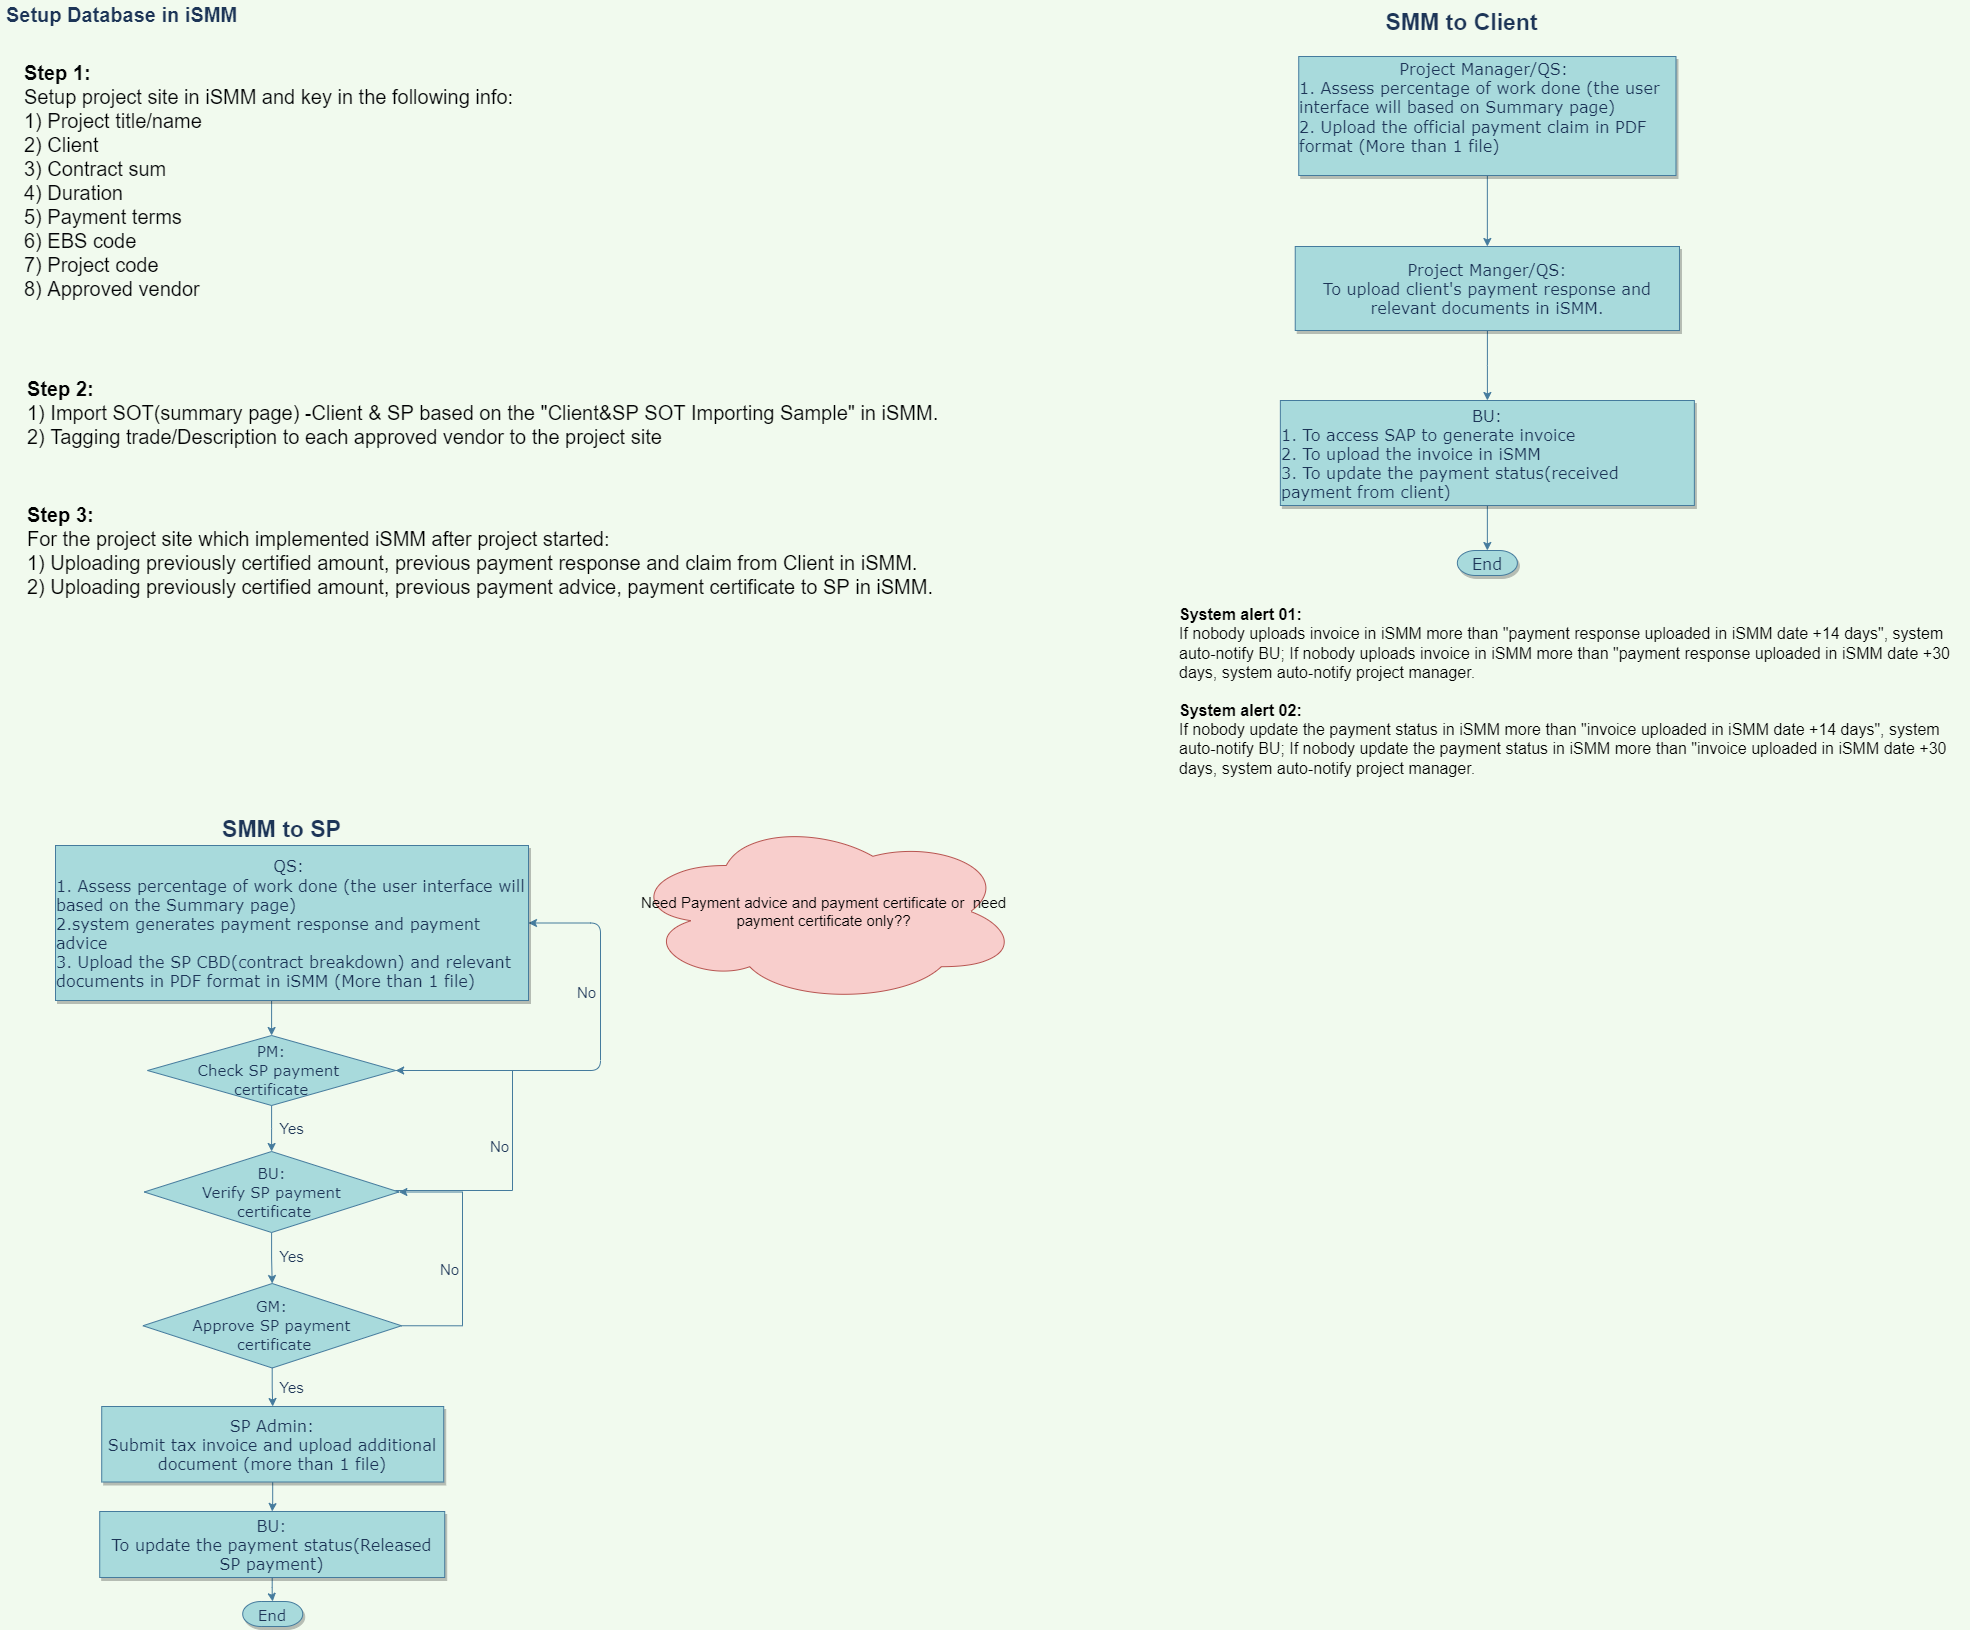 Setup Database in iSMM
Step 1:
Setup project site in iSMM and key in the following info:
1) Project title/name
2) Client
3) Contract sum
4) Duration
5) Payment terms
6) EBS code
7) Project code
8) Approved vendor
Step 2:
1) Import SOT(summary page) -Client & SP based on the "Client&SP SOT Importing Sample" in iSMM.
2) Tagging trade/Description to each approved vendor to the project site
Step 3:
For the project site which implemented iSMM after project started:
1) Uploading previously certified amount, previous payment response and claim from Client in iSMM.
2) Uploading previously certified amount, previous payment advice, payment certificate to SP in iSMM.
SMM to Client
Project Manager/QS:
1. Assess percentage of work done (the user
interface will based on Summary page)
2. Upload the official payment claim in PDF
format (More than 1 file)
Project Manger/QS:
To upload client's payment response and
relevant documents in iSMM.
BU:
1. To access SAP to generate invoice
2. To upload the invoice in iSMM
3. To update the payment status(received
payment from client)
End
System alert 01:
If nobody uploads invoice in iSMM more than "payment response uploaded in iSMM date +14 days", system
auto-notify BU; If nobody uploads invoice in iSMM more than "payment response uploaded in iSMM date +30
days, system auto-notify project manager.
System alert 02:
If nobody update the payment status in iSMM more than "invoice uploaded in iSMM date +14 days", system
auto-notify BU; If nobody update the payment status in iSMM more than "invoice uploaded in iSMM date +30
days, system auto-notify project manager.
SMM to SP
QS:
1. Assess percentage of work done (the user interface will
based on the Summary page)
2.system generates payment response and payment
advice
3. Upload the SP CBD(contract breakdown) and relevant
documents in PDF format in iSMM (More than 1 file)
Need Payment advice and payment certificate or need
payment certificate only??
No
PM:
Check SP payment
certificate
Yes
No
BU:
Verify SP payment
certificate
Yes
No
GM:
Approve SP payment
certificate
Yes
SP Admin:
Submit tax invoice and upload additional
document (more than 1 file)
BU:
To update the payment status(Released
SP payment)
End